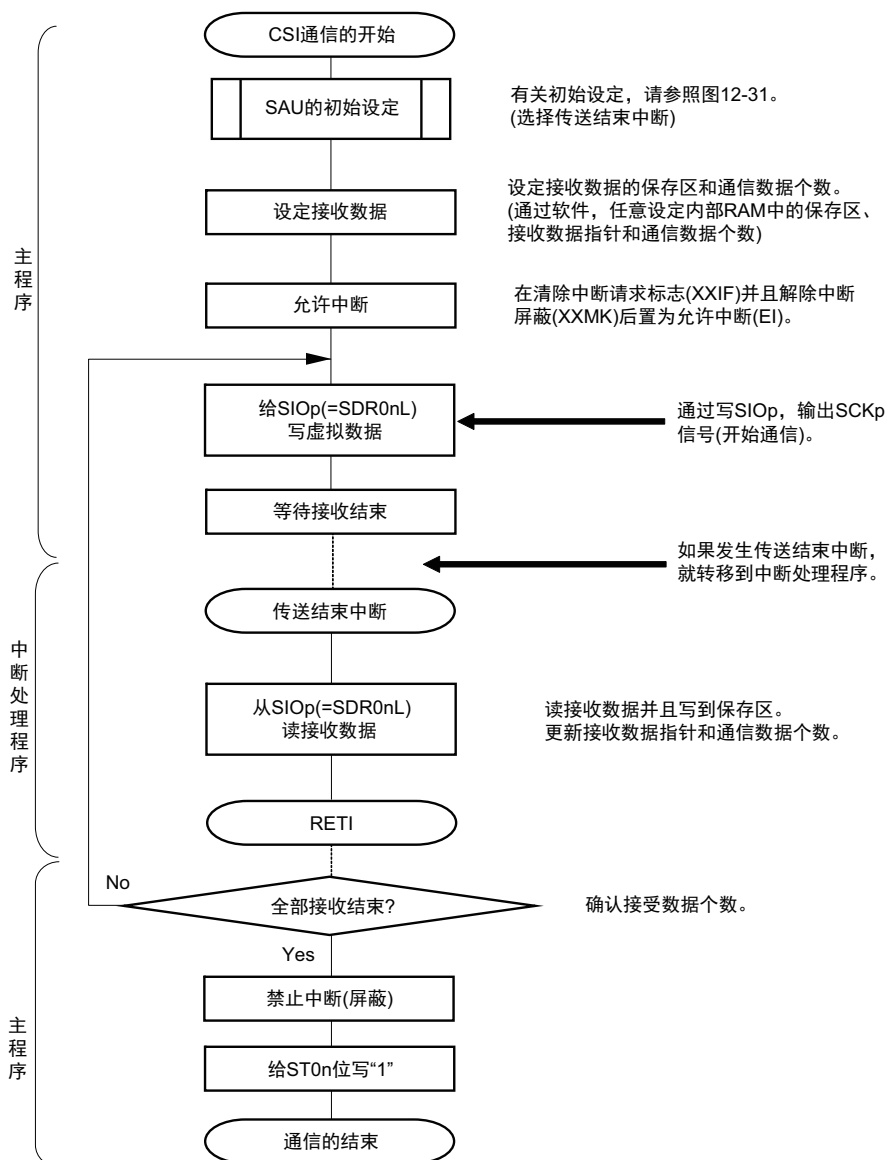 CSI通信的开始
SAU的初始设定
有关初始设定，请参照图12-31。
(选择传送结束中断)
设定接收数据
设定接收数据的保存区和通信数据个数。
(通过软件，任意设定内部RAM中的保存区、
接收数据指针和通信数据个数)
主程序
允许中断
在清除中断请求标志(XXIF)并且解除中断
屏蔽(XXMK)后置为允许中断(EI)。
给SIOp(=SDR0nL)
写虚拟数据
通过写SIOp，输出SCKp
信号(开始通信)。
等待接收结束
如果发生传送结束中断，
就转移到中断处理程序。
传送结束中断
中断处理程序
从SIOp(=SDR0nL)
读接收数据
读接收数据并且写到保存区。
更新接收数据指针和通信数据个数。
RETI
No
全部接收结束?
确认接受数据个数。
Yes
禁止中断(屏蔽)
主程序
给ST0n位写“1”
通信的结束